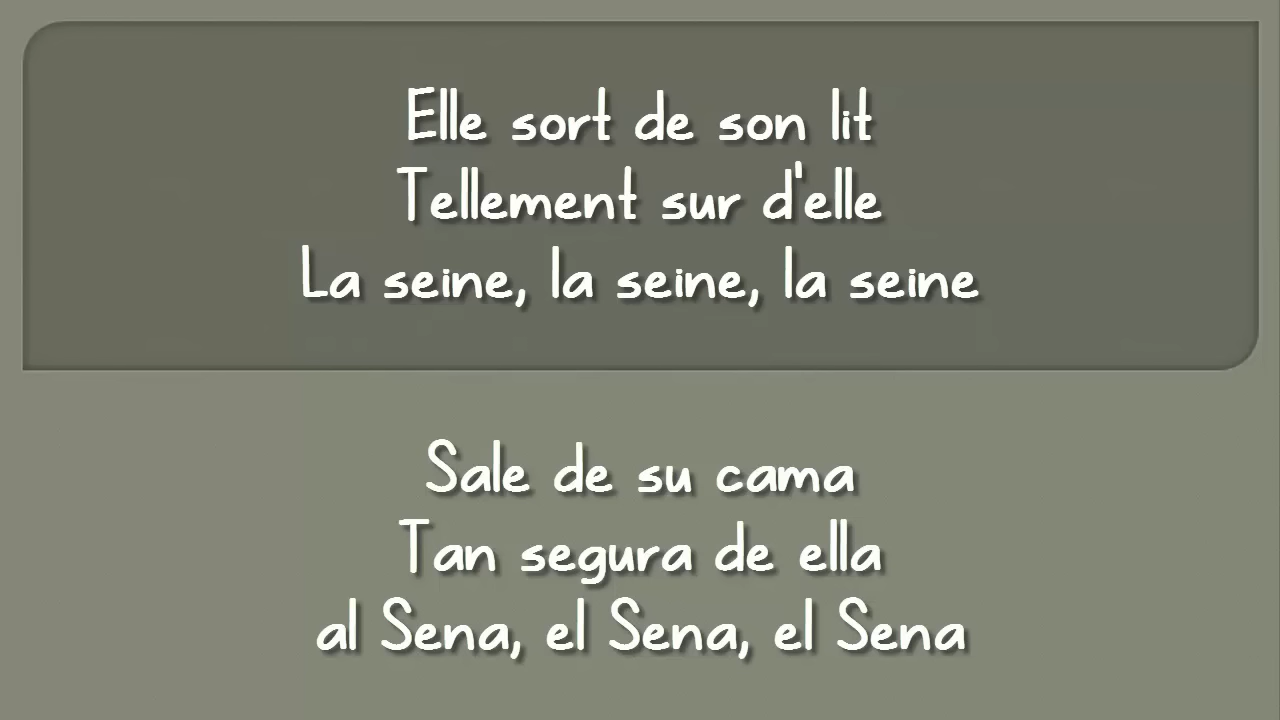 Elle sort de son lit
Tellement sur d'elle
La seine, la seine, la seine
Sale de su cama
Tan segura de ella
al Sena, el Sena, el Sena